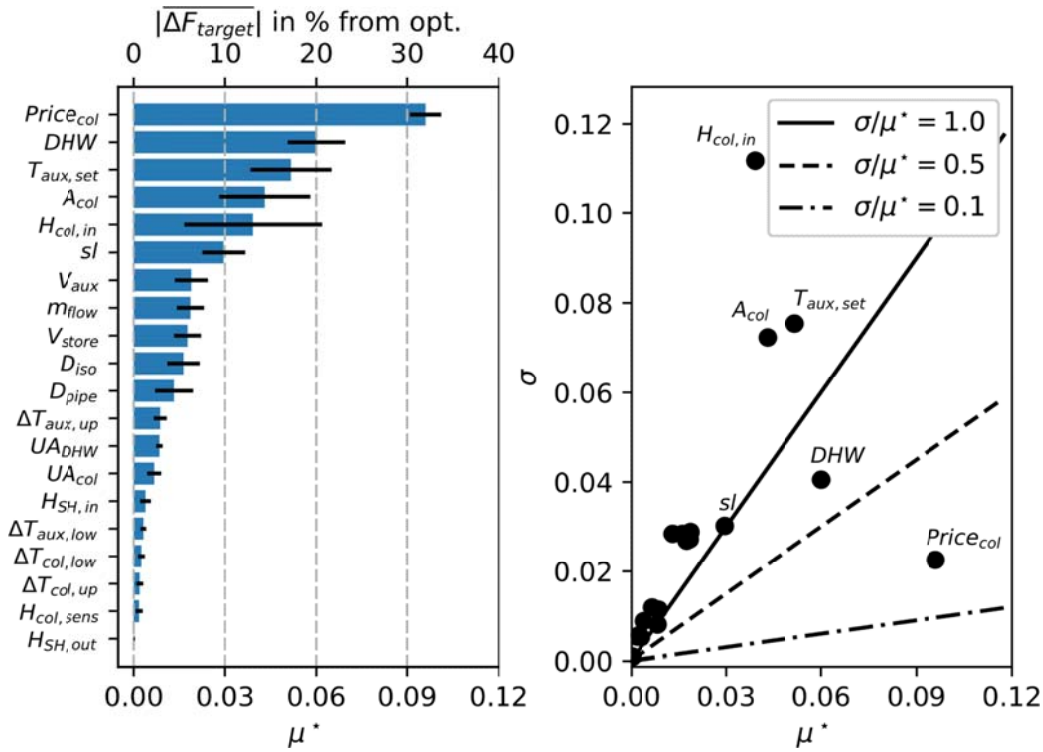 |ΔF_target| in % from opt.
0 10 20 30 40
Price_col
DHW
T_aux,set
A_col
H_col,in
sl
V_aux
m_flow
V_store
D_iso
D_pipe
ΔT_aux,up
UA_DHW
UA_col
H_SH,in
ΔT_aux,low
ΔT_col,low
ΔT_col,up
H_col,sens
H_SH,out
0.00 0.03 0.06 0.09 0.12
μ*
σ
0.12
0.10
0.08
0.06
0.04
0.02
0.00
H_col,in
σ/μ* = 1.0
σ/μ* = 0.5
σ/μ* = 0.1
A_col
T_aux,set
DHW
sl
Price_col
0.00 0.03 0.06 0.09 0.12
μ*